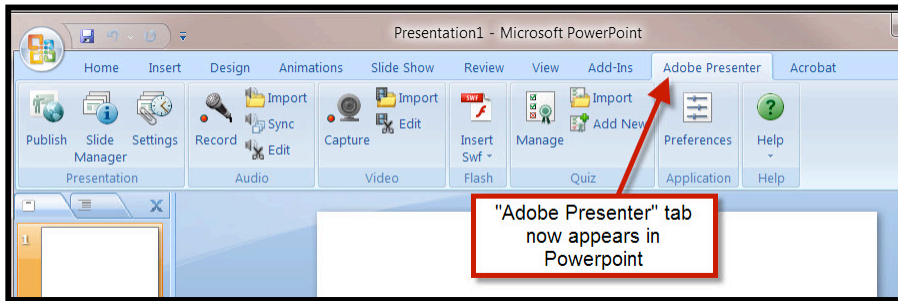 Presentation1 - Microsoft PowerPoint
Home Insert Design Animations Slide Show Review View Add-Ins Adobe Presenter Acrobat
Publish
Slide
Manager
Settings
Presentation
Record
Import
Sync
Edit
Audio
Capture
Import
Edit
Video
SWF
Insert
Swf
Flash
Manage
Import
Add New
Quiz
Preferences
Application
?
Help
Help
X
1
"Adobe Presenter" tab
now appears in
Powerpoint